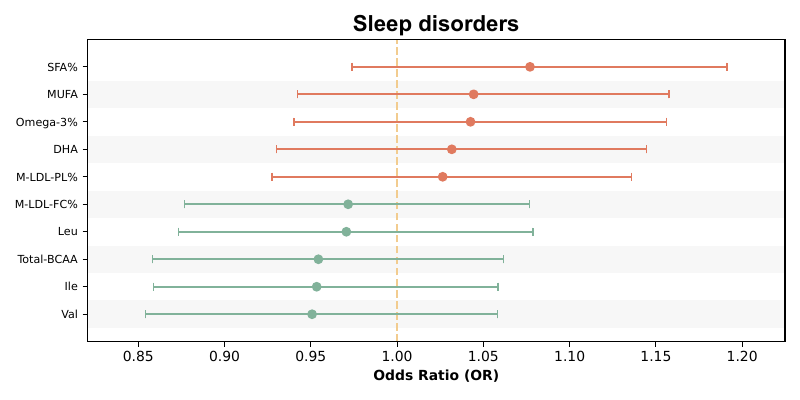 Sleep disorders
SFA%
MUFA
Omega-3%
DHA
M-LDL-PL%
M-LDL-FC%
Leu
Total-BCAA
Ile
Val
0.85 0.90 0.95 1.00 1.05 1.10 1.15 1.20
Odds Ratio (OR)